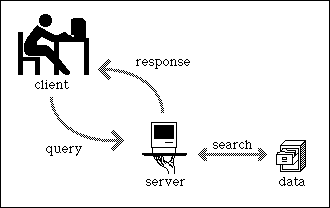 response
client
query
search
server
data